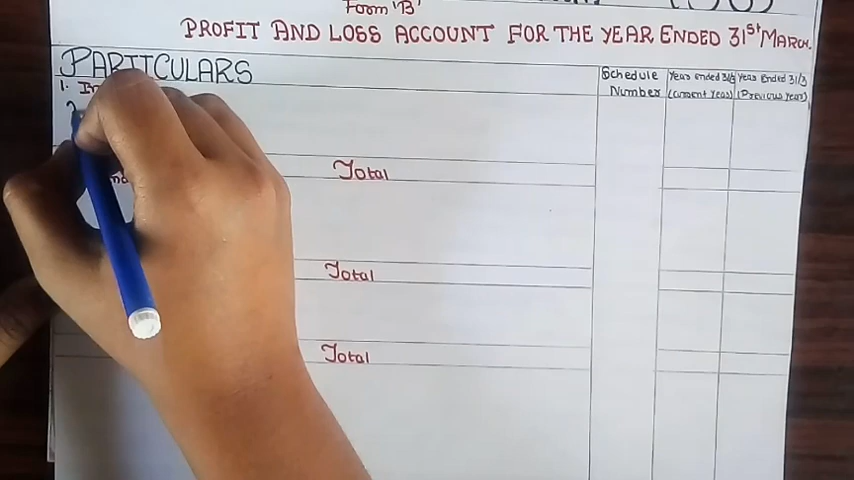 Form 'B'
PROFIT AND LOSS ACCOUNT FOR THE YEAR ENDED 31st MARCH.
PARTICULARS
Schedule Number
Year ended 31/3 (Current Year)
Year Ended 31/3 (Previous Year)
1.
Total
Total
Total